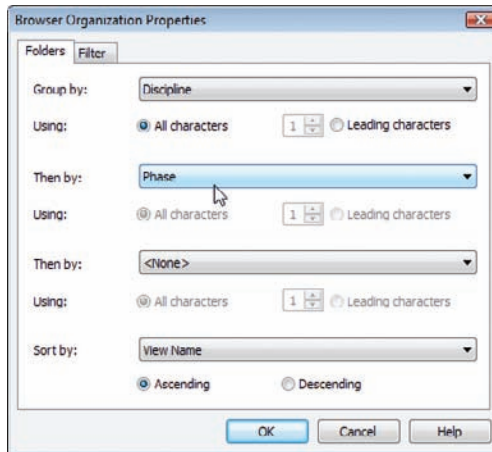 Browser Organization Properties
Folders Filter
Group by: Discipline
Using: All characters 1 Leading characters
Then by: Phase
Using: All characters 1 Leading characters
Then by: <None>
Using: All characters 1 Leading characters
Sort by: View Name
Ascending Descending
OK Cancel Help